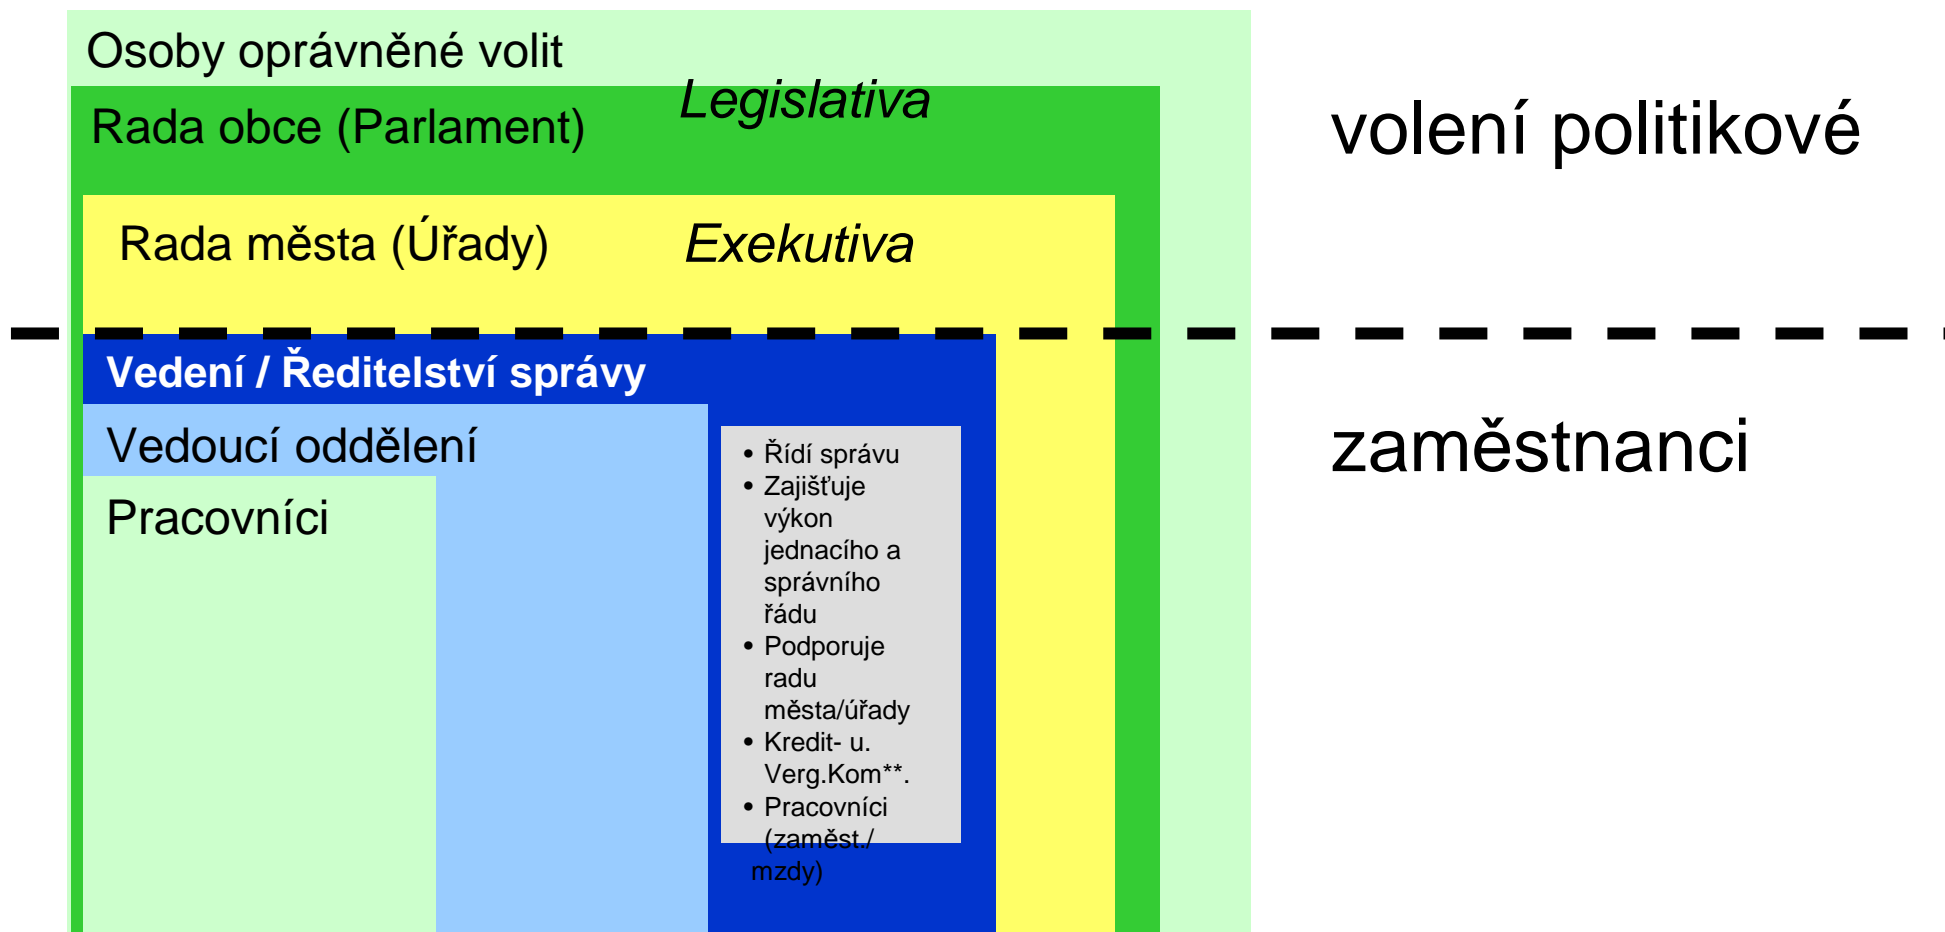 Osoby oprávněné volit
Legislativa
Rada obce (Parlament)
volení politikové
Rada města (Úřady)
Exekutiva
Vedení / Ředitelství správy
Vedoucí oddělení
zaměstnanci
Pracovníci
• Řídí správu
• Zajišťuje
výkon
jednacího a
správního
řádu
• Podporuje
radu
města/úřady
• Kredit- u.
Verg.Kom**.
• Pracovníci
(zaměst./
mzdy)